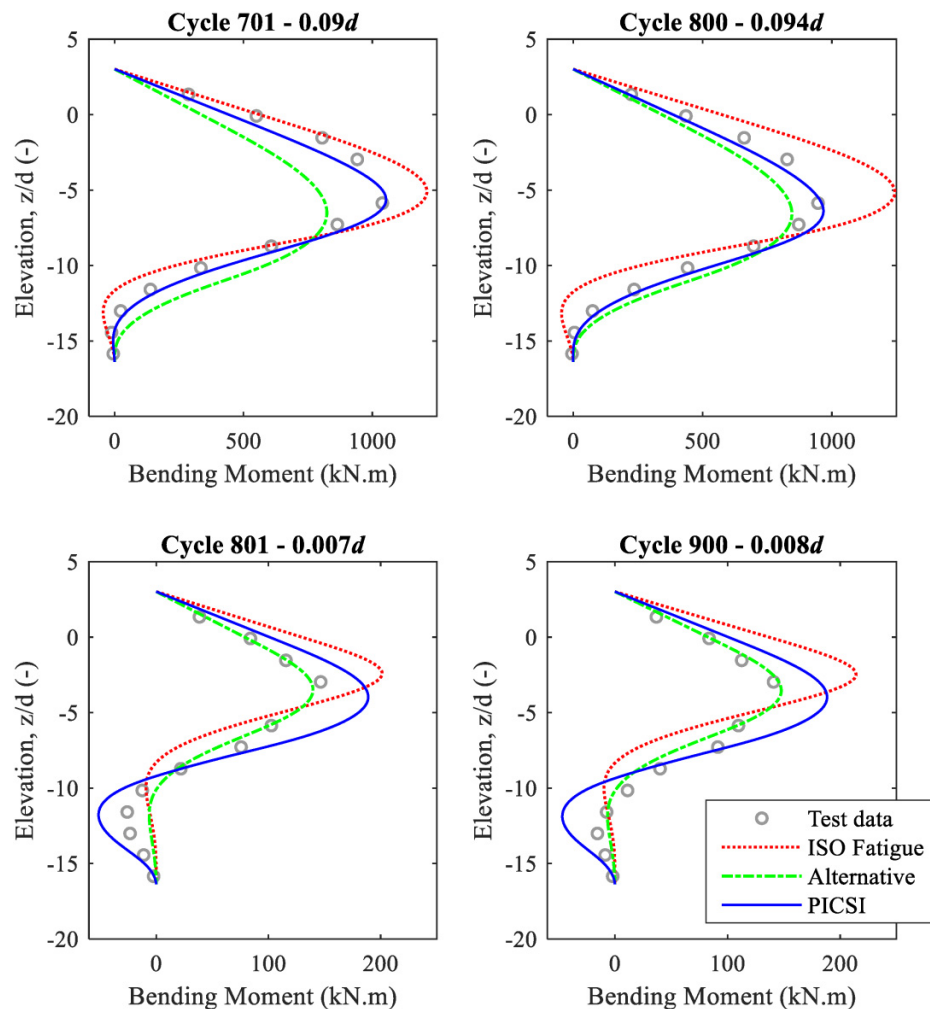 Cycle 701 - 0.09d
Cycle 800 - 0.094d
5
0
-5
-10
-15
-20
Elevation, z/d (-)
0
500
1000
Bending Moment (kN.m)
5
0
-5
-10
-15
-20
Elevation, z/d (-)
0
500
1000
Bending Moment (kN.m)
Cycle 801 - 0.007d
Cycle 900 - 0.008d
5
0
-5
-10
-15
-20
Elevation, z/d (-)
0
100
200
Bending Moment (kN.m)
5
0
-5
-10
-15
-20
Elevation, z/d (-)
0
100
200
Bending Moment (kN.m)
Test data
ISO Fatigue
Alternative
PICSI